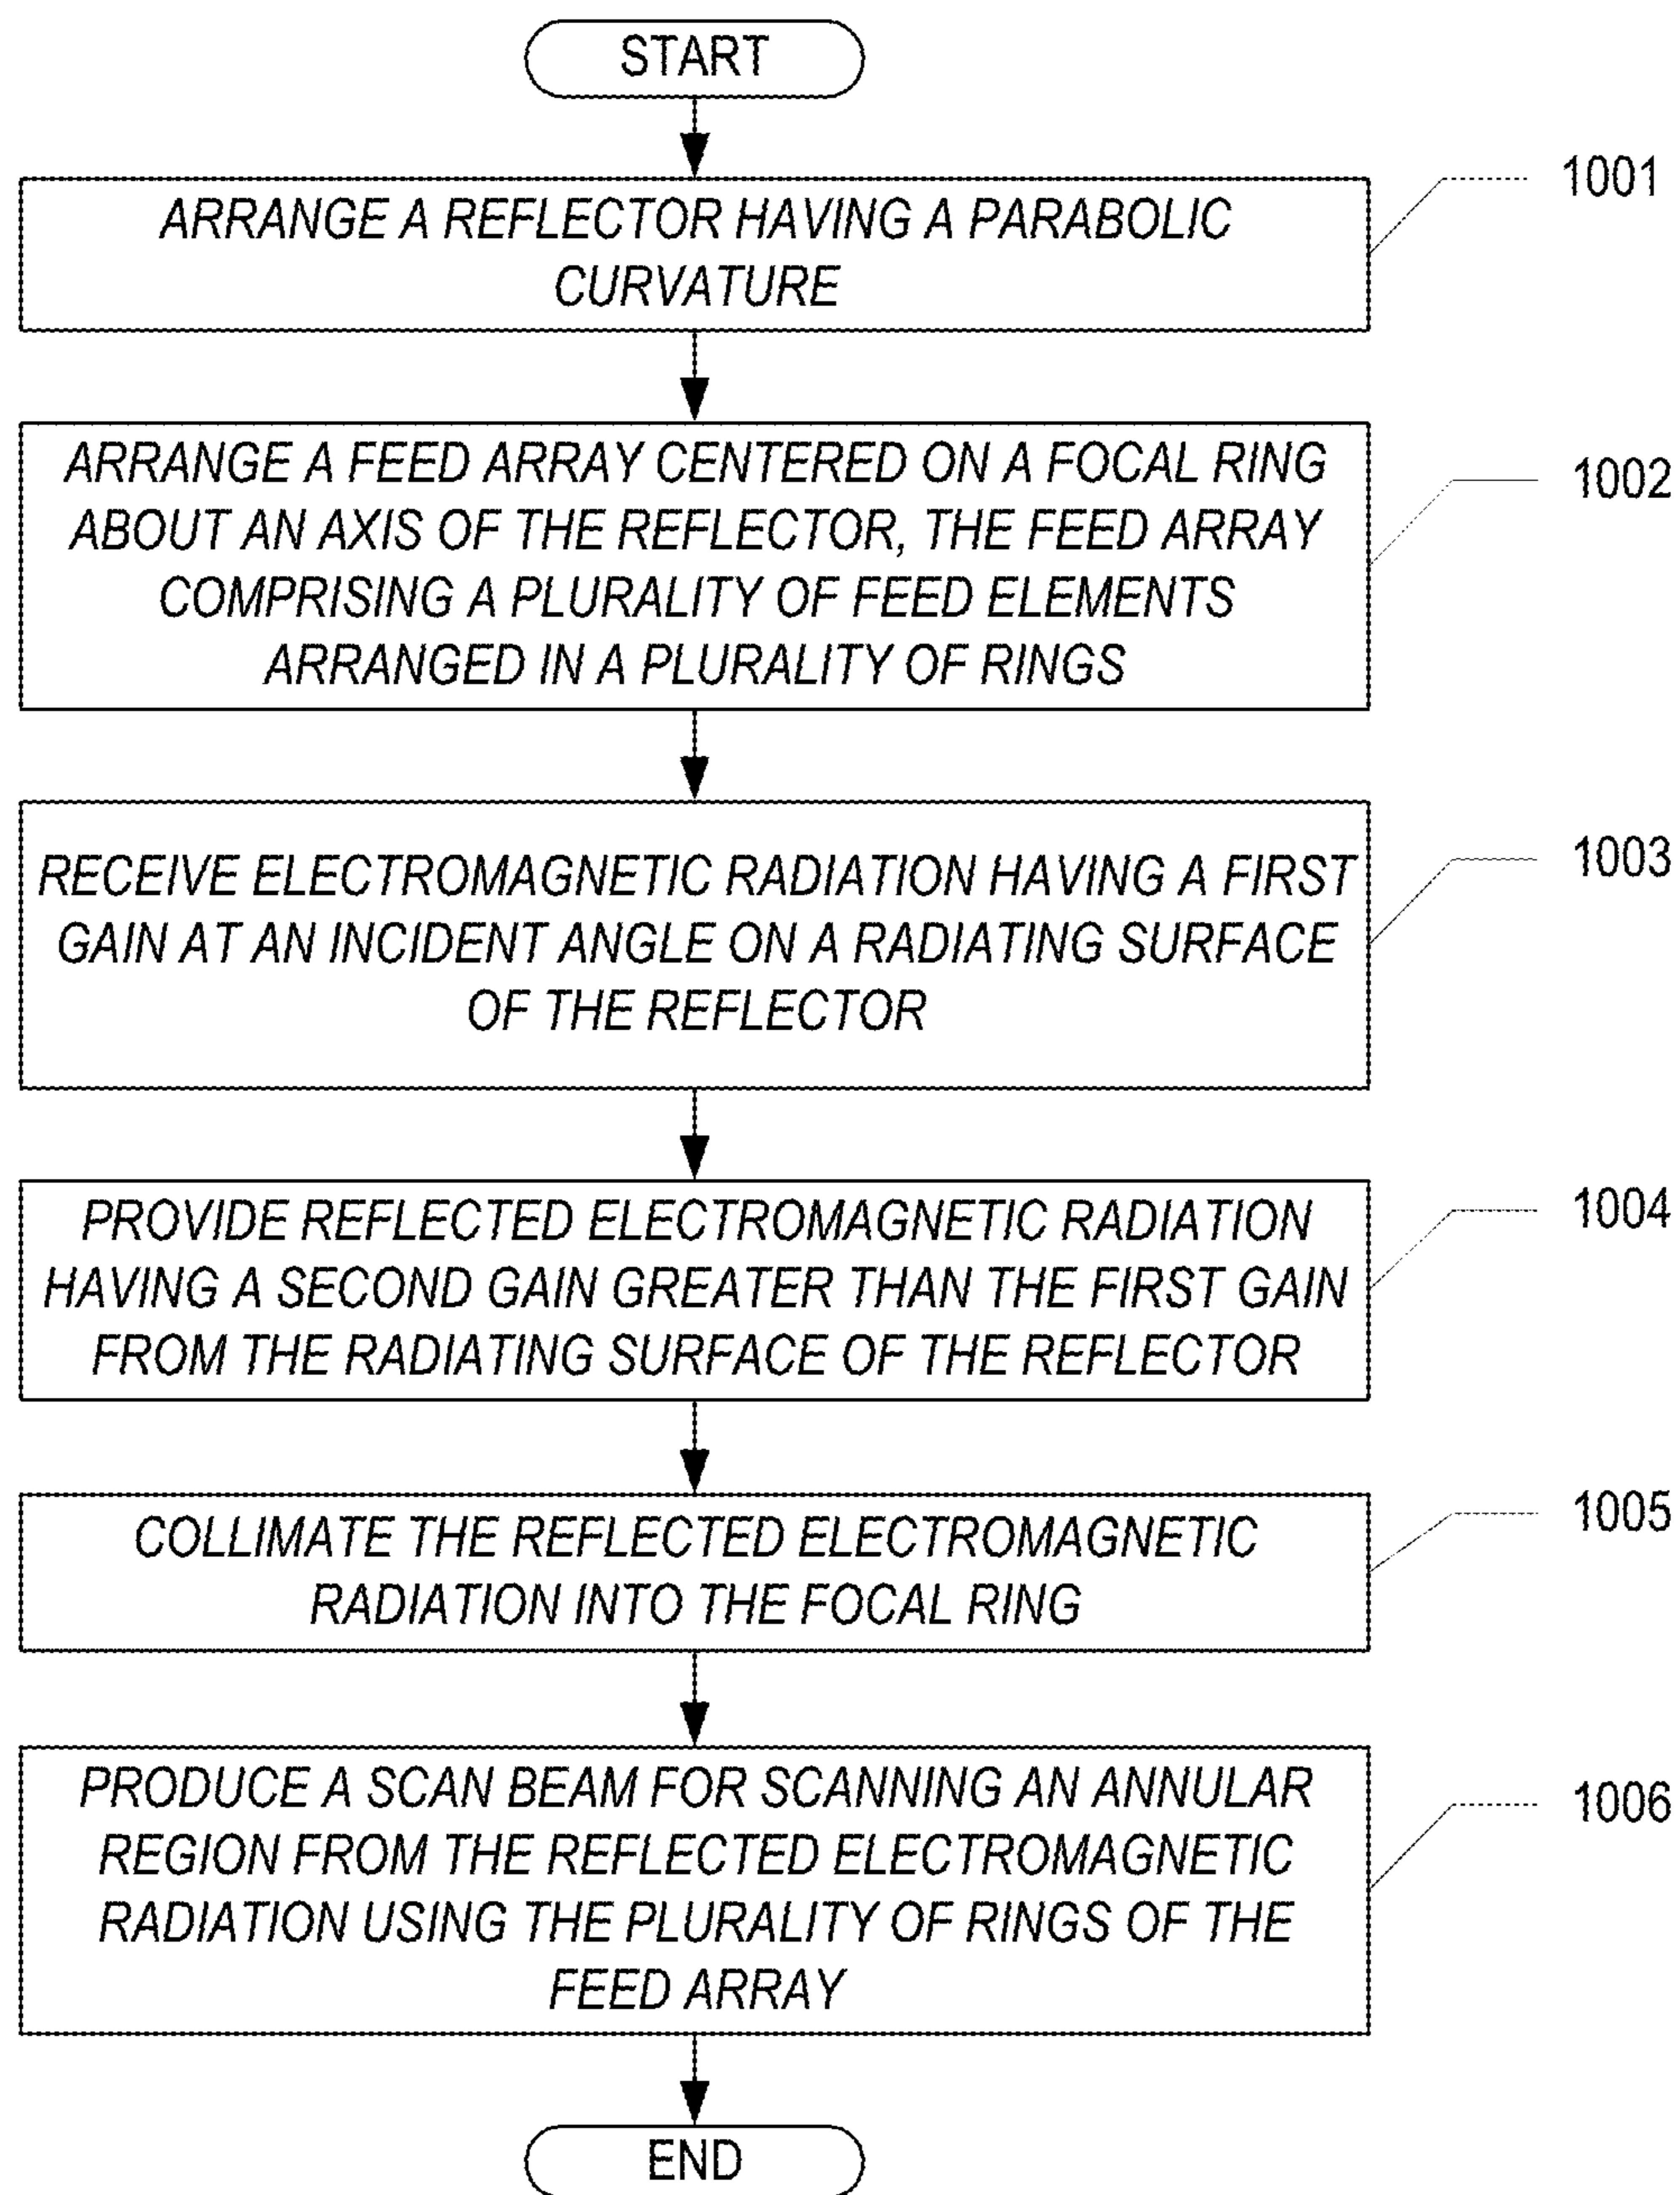 START
ARRANGE A REFLECTOR HAVING A PARABOLIC
CURVATURE
1001
ARRANGE A FEED ARRAY CENTERED ON A FOCAL RING
ABOUT AN AXIS OF THE REFLECTOR, THE FEED ARRAY
COMPRISING A PLURALITY OF FEED ELEMENTS
ARRANGED IN A PLURALITY OF RINGS
1002
RECEIVE ELECTROMAGNETIC RADIATION HAVING A FIRST
GAIN AT AN INCIDENT ANGLE ON A RADIATING SURFACE
OF THE REFLECTOR
1003
PROVIDE REFLECTED ELECTROMAGNETIC RADIATION
HAVING A SECOND GAIN GREATER THAN THE FIRST GAIN
FROM THE RADIATING SURFACE OF THE REFLECTOR
1004
COLLIMATE THE REFLECTED ELECTROMAGNETIC
RADIATION INTO THE FOCAL RING
1005
PRODUCE A SCAN BEAM FOR SCANNING AN ANNULAR
REGION FROM THE REFLECTED ELECTROMAGNETIC
RADIATION USING THE PLURALITY OF RINGS OF THE
FEED ARRAY
1006
END